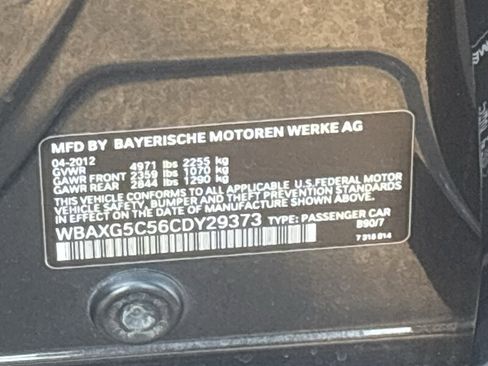 MFD BY BAYERISCHE MOTOREN WERKE AG
04-2012
GVWR 4971 lbs 2255 kg
GAWR FRONT 2359 lbs 1070 kg
GAWR REAR 2844 lbs 1290 kg
THIS VEHICLE CONFORMS TO ALL APPLICABLE U.S. FEDERAL MOTOR
VEHICLE SAFETY, BUMPER AND THEFT PREVENTION STANDARDS
IN EFFECT ON THE DATE OF MANUFACTURE SHOWN ABOVE.
WBAXG5C56CDY29373 TYPE: PASSENGER CAR
B90/7
7 318 814